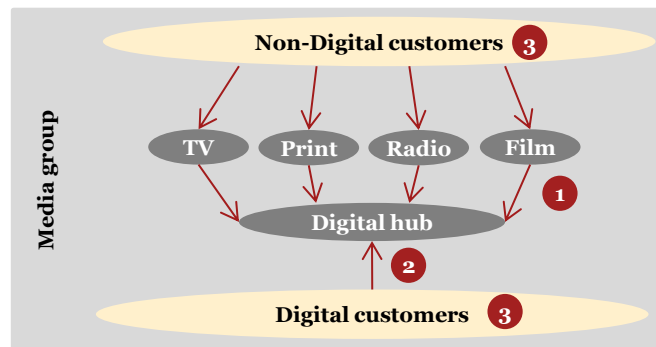 Non-Digital customers 3
Media group
TV Print Radio Film
1
Digital hub
2
Digital customers 3